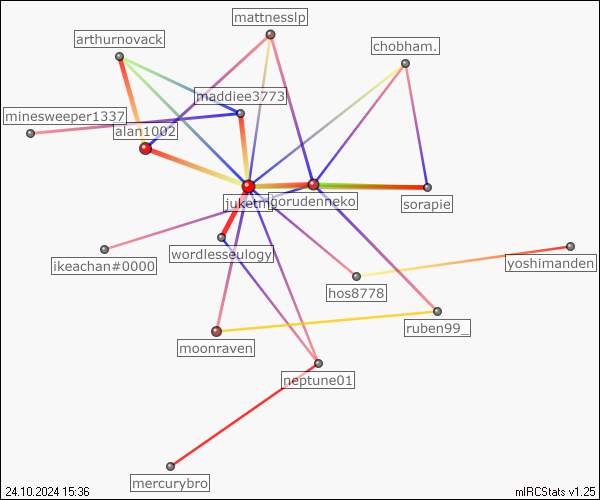 mattnesslp
arthurnovack
chobham.
maddiee3773
minesweeper1337
alan1002
juketm
gorudenneko
sorapie
wordlesseulogy
ikeachan#0000
yoshimanden
hos8778
ruben99_
moonraven
neptune01
mercurybro
24.10.2024 15:36
mIRCStats v1.25